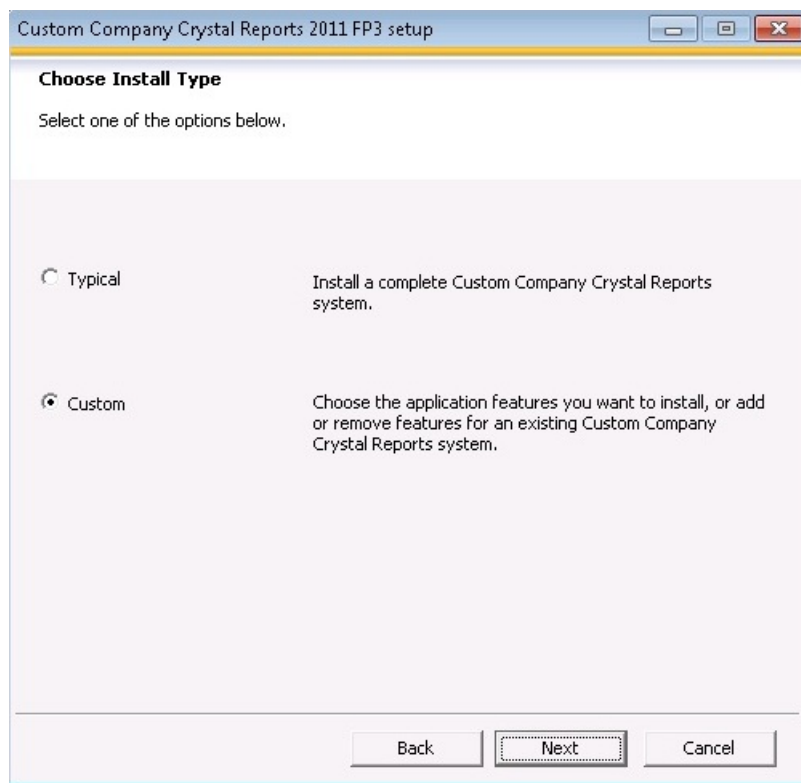 Custom Company Crystal Reports 2011 FP3 setup
Choose Install Type
Select one of the options below.
Typical
Install a complete Custom Company Crystal Reports
system.
Custom
Choose the application features you want to install, or add
or remove features for an existing Custom Company
Crystal Reports system.
Back
Next
Cancel